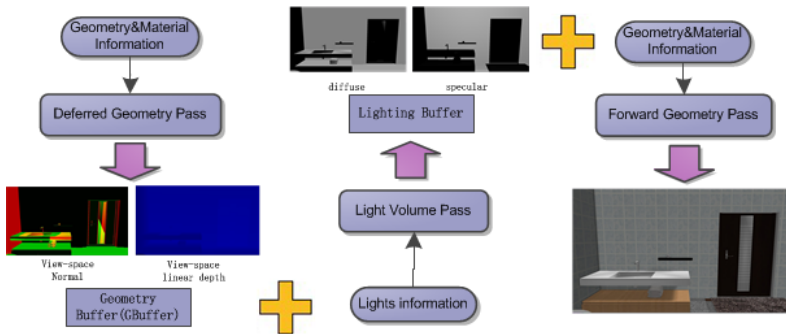 Geometry&Material
Information
Deferred Geometry Pass
View-space
Normal
View-space
linear depth
Geometry
Buffer(GBuffer)
diffuse
specular
Lighting Buffer
Light Volume Pass
Lights information
Geometry&Material
Information
Forward Geometry Pass